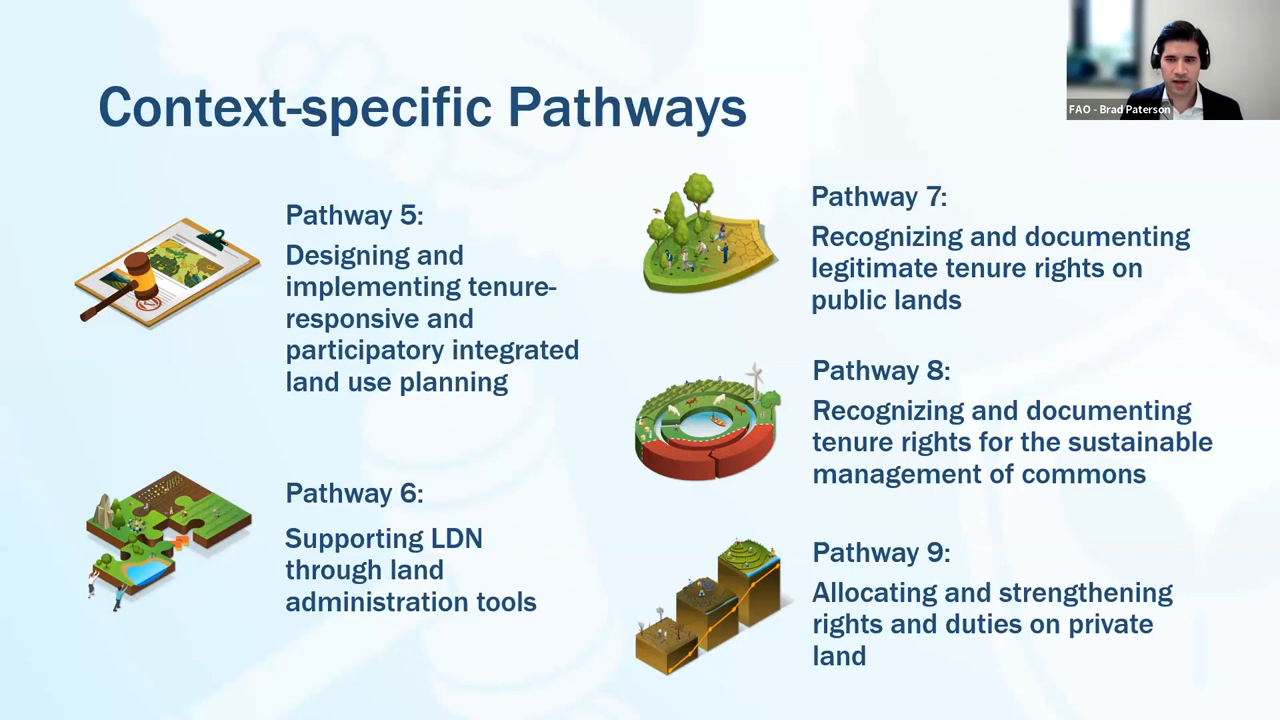 Context-specific Pathways
FAO - Brad Paterson
Pathway 5:
Designing and
implementing tenure-
responsive and
participatory integrated
land use planning
Pathway 6:
Supporting LDN
through land
administration tools
Pathway 7:
Recognizing and documenting
legitimate tenure rights on
public lands
Pathway 8:
Recognizing and documenting
tenure rights for the sustainable
management of commons
Pathway 9:
Allocating and strengthening
rights and duties on private
land